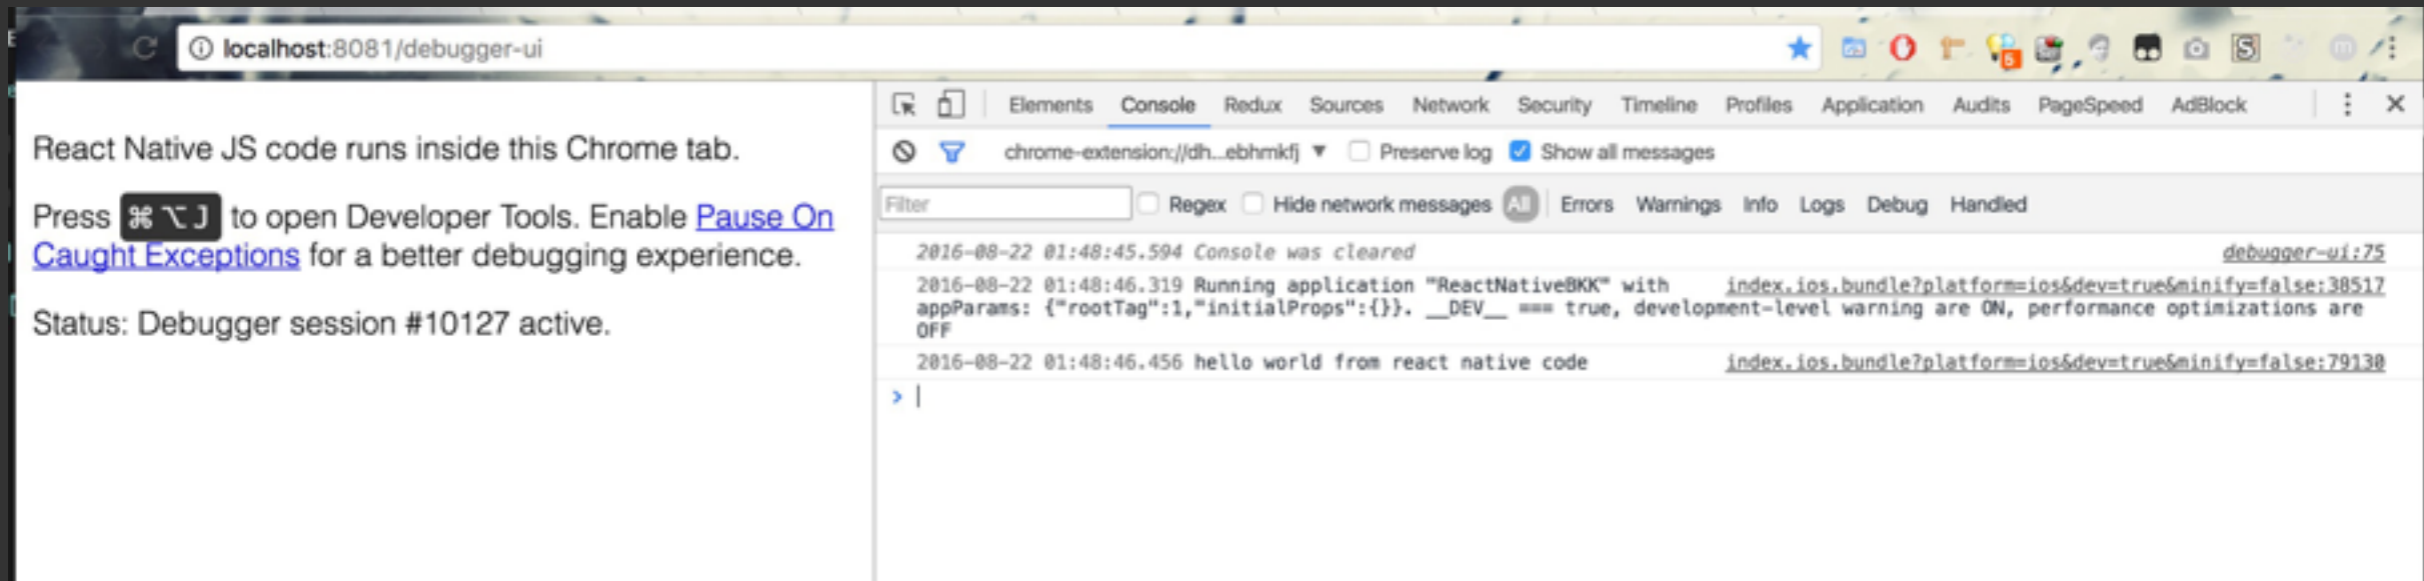 localhost:8081/debugger-ui
5
S
m
React Native JS code runs inside this Chrome tab.
Press ⌘⌥J to open Developer Tools. Enable Pause On
Caught Exceptions for a better debugging experience.
Status: Debugger session #10127 active.
Elements Console Redux Sources Network Security Timeline Profiles Application Audits PageSpeed AdBlock
chrome-extension://dh...ebhmkfj ▼ Preserve log Show all messages
Filter Regex Hide network messages All Errors Warnings Info Logs Debug Handled
2016-08-22 01:48:45.594 Console was cleared debugger-ui:75
2016-08-22 01:48:46.319 Running application "ReactNativeBKK" with index.ios.bundle?platform=ios&dev=true&minify=false:38517
appParams: {"rootTag":1,"initialProps":{}}. __DEV__ === true, development-level warning are ON, performance optimizations are
OFF
2016-08-22 01:48:46.456 hello world from react native code index.ios.bundle?platform=ios&dev=true&minify=false:79130
>